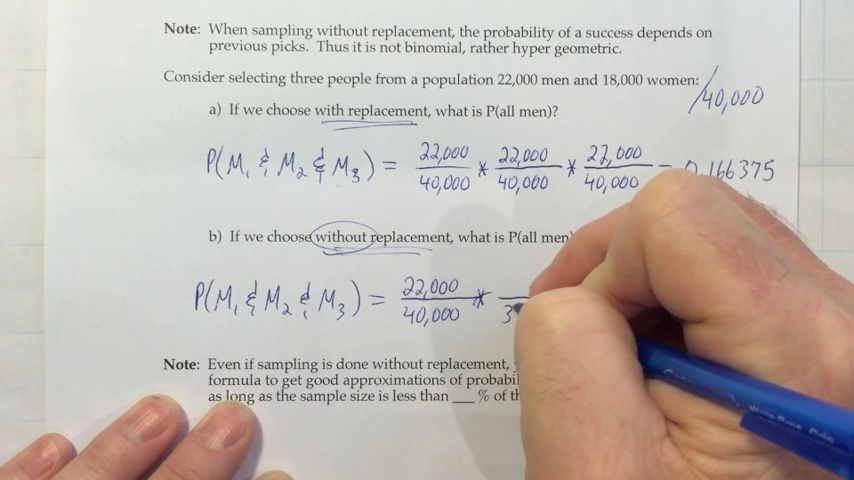 Note: When sampling without replacement, the probability of a success depends on
previous picks. Thus it is not binomial, rather hyper geometric.
Consider selecting three people from a population 22,000 men and 18,000 women:
/40,000
a) If we choose with replacement, what is P(all men)?
P(M₁ & M₂ & M₃) = 22,000/40,000 * 22,000/40,000 * 22,000/40,000 = 0.166375
b) If we choose without replacement, what is P(all men)
P(M₁ & M₂ & M₃) = 22,000/40,000 * 3
Note: Even if sampling is done without replacement,
formula to get good approximations of
as long as the sample size is less than ___ % of